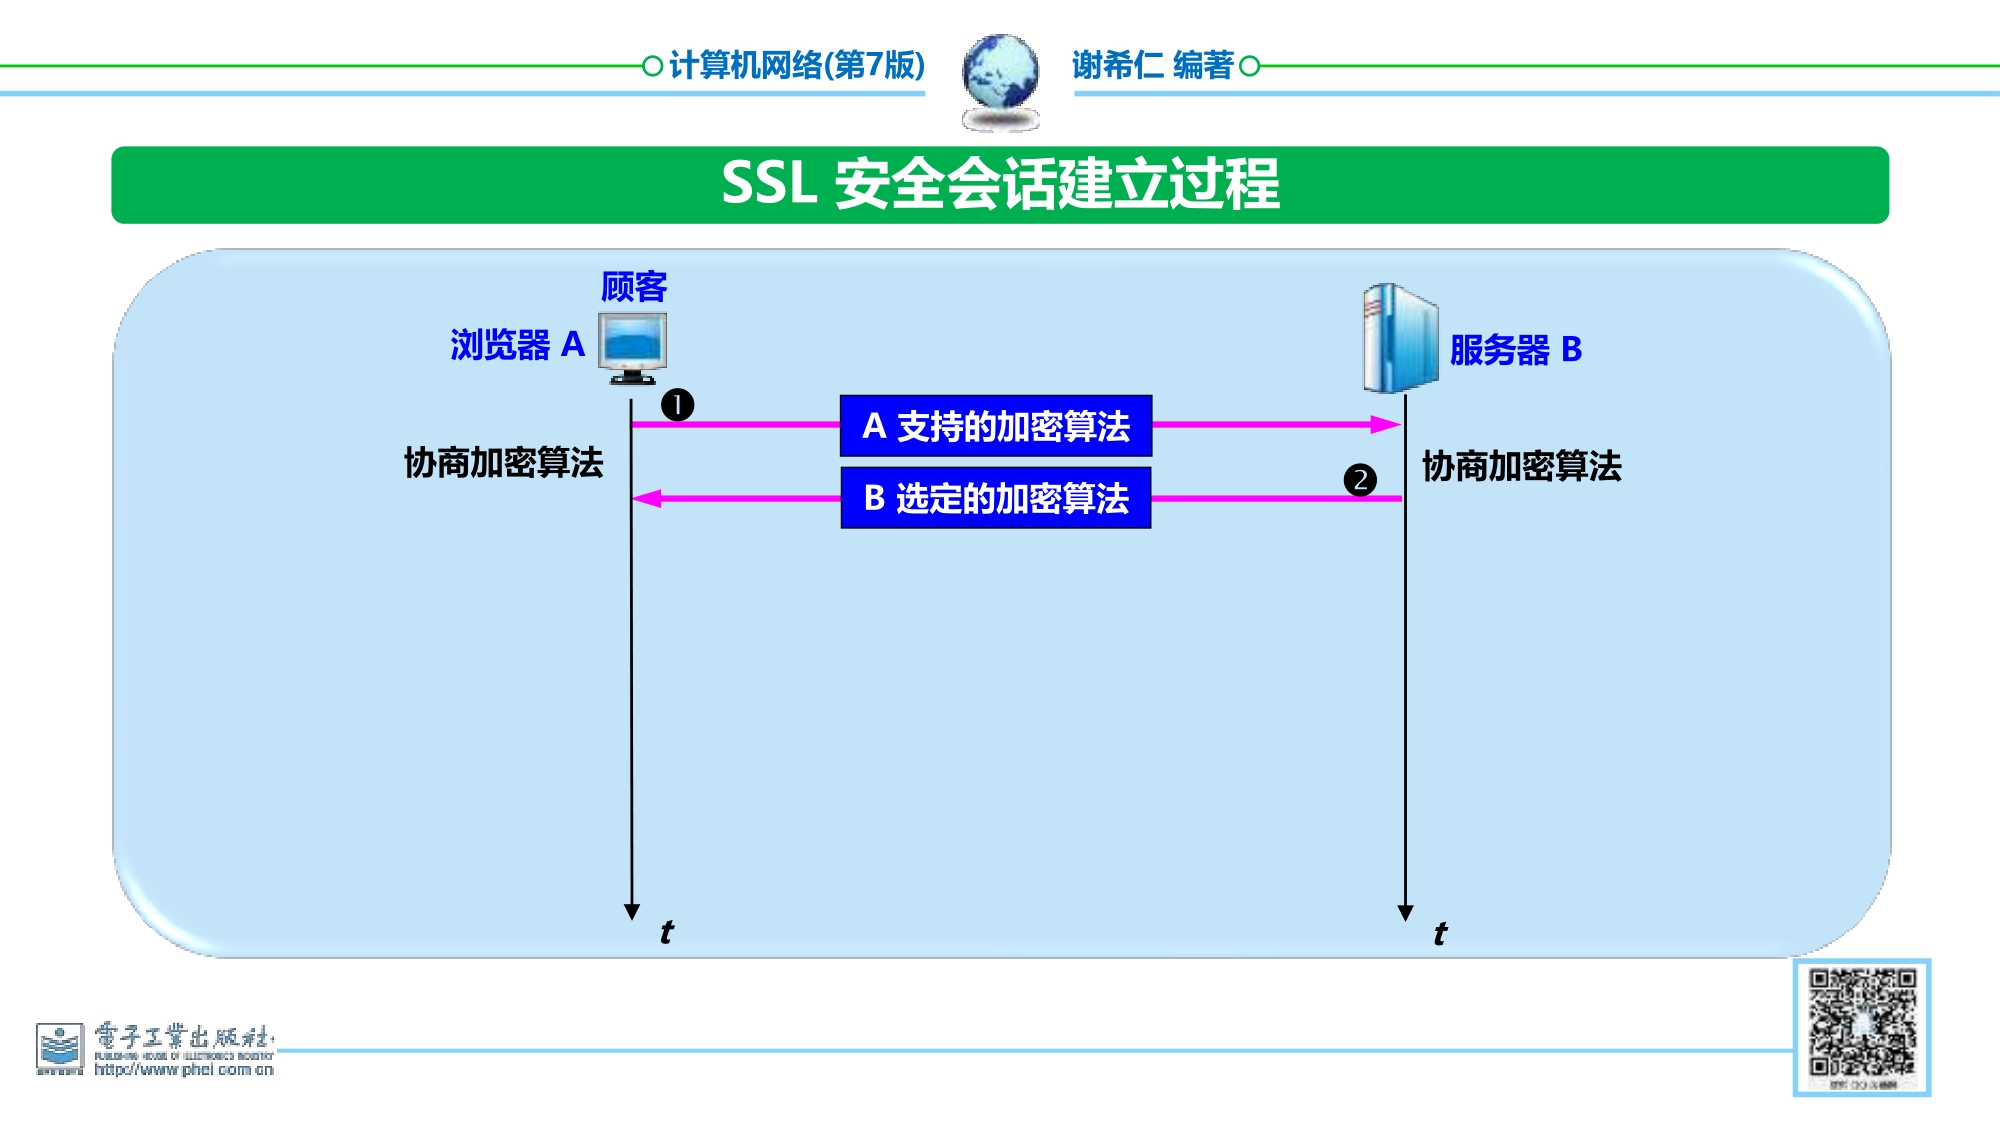 计算机网络(第7版)
谢希仁 编著
SSL 安全会话建立过程
顾客
浏览器 A
服务器 B
❶
A 支持的加密算法
协商加密算法
协商加密算法
❷
B 选定的加密算法
t
t
電子工業出版社
PUBLISHING HOUSE OF ELECTRONICS INDUSTRY
http://www.phei.com.cn